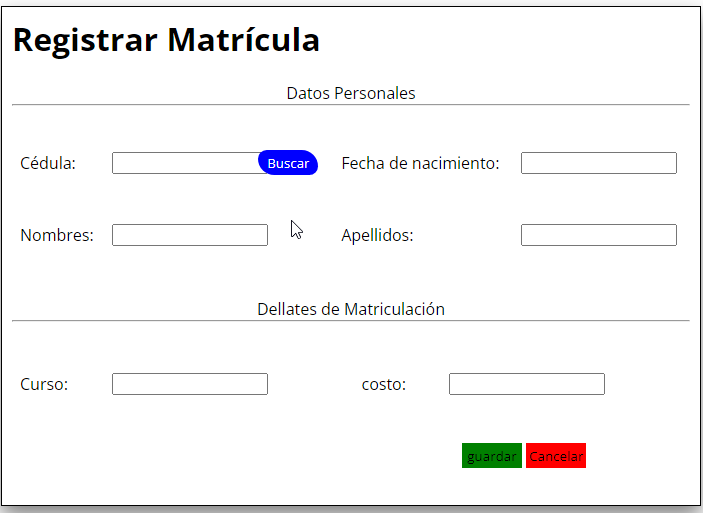 Registrar Matrícula
Datos Personales
Cédula: Buscar Fecha de nacimiento:
Nombres: Apellidos:
Dellates de Matriculación
Curso: costo:
guardar Cancelar